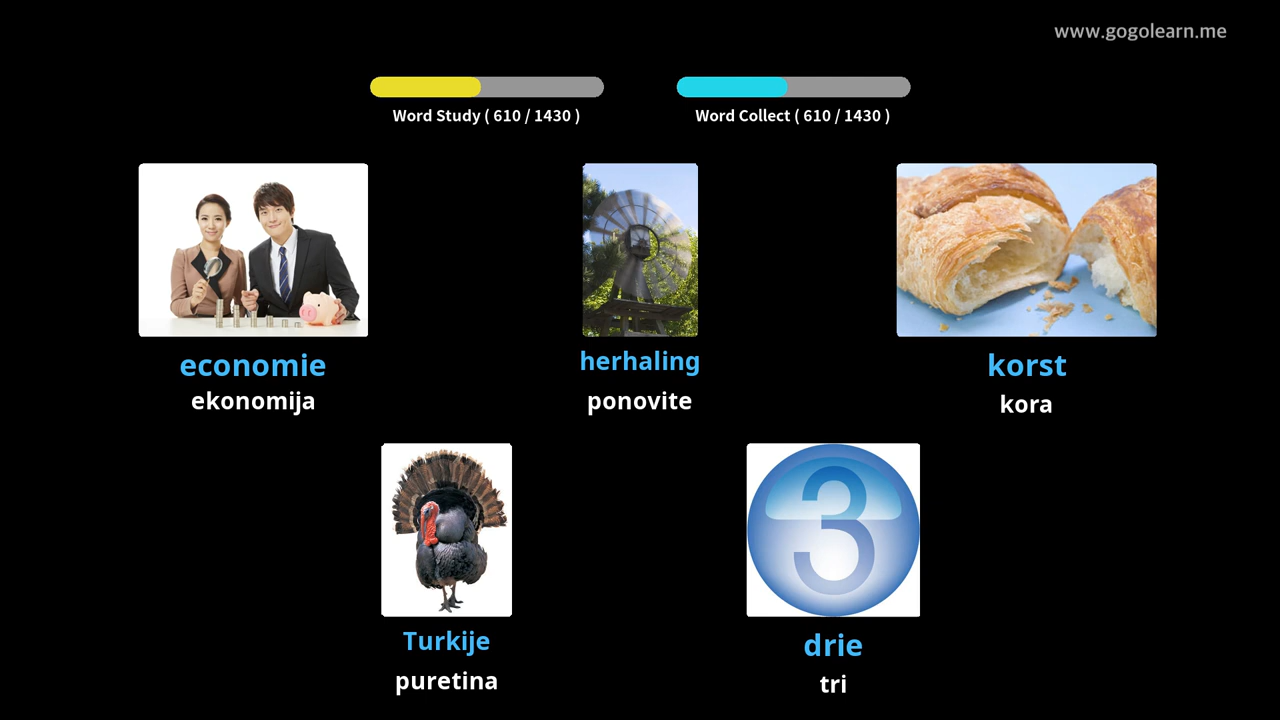 www.gogolearn.me
Word Study ( 610 / 1430 )
Word Collect ( 610 / 1430 )
economie
ekonomija
herhaling
ponovite
korst
kora
Turkije
puretina
3
drie
tri